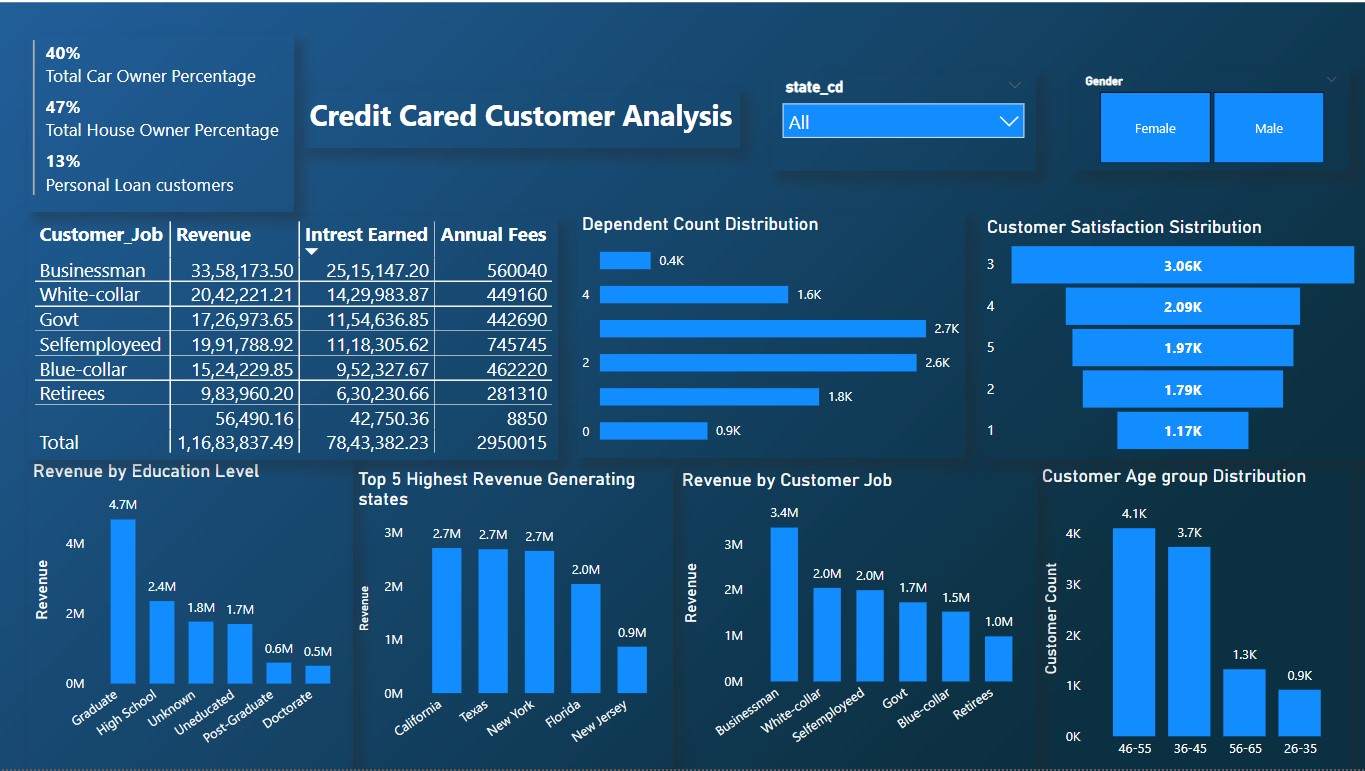 40%
Total Car Owner Percentage
47%
Total House Owner Percentage
13%
Personal Loan customers
Credit Cared Customer Analysis
state_cd
All
Gender
Female Male
Customer_Job Revenue Intrest Earned Annual Fees
Businessman 33,58,173.50 25,15,147.20 560040
White-collar 20,42,221.21 14,29,983.87 449160
Govt 17,26,973.65 11,54,636.85 442690
Selfemployeed 19,91,788.92 11,18,305.62 745745
Blue-collar 15,24,229.85 9,52,327.67 462220
Retirees 9,83,960.20 6,30,230.66 281310
56,490.16 42,750.36 8850
Total 1,16,83,837.49 78,43,382.23 2950015
Dependent Count Distribution
0.4K
4 1.6K
2.7K
2 2.6K
1.8K
0 0.9K
Customer Satisfaction Sistribution
3 3.06K
4 2.09K
5 1.97K
2 1.79K
1 1.17K
Revenue by Education Level
Revenue
4M
2M
0M
4.7M
2.4M
1.8M
1.7M
0.6M
0.5M
Graduate
High School
Unknown
Uneducated
Post-Graduate
Doctorate
Top 5 Highest Revenue Generating
states
Revenue
3M
2M
1M
0M
2.7M
2.7M
2.7M
2.0M
0.9M
California
Texas
New York
Florida
New Jersey
Revenue by Customer Job
Revenue
3M
2M
1M
0M
3.4M
2.0M
2.0M
1.7M
1.5M
1.0M
Businessman
White-collar
Selfemployeed
Govt
Blue-collar
Retirees
Customer Age group Distribution
Customer Count
4K
3K
2K
1K
0K
4.1K
3.7K
1.3K
0.9K
46-55
36-45
56-65
26-35